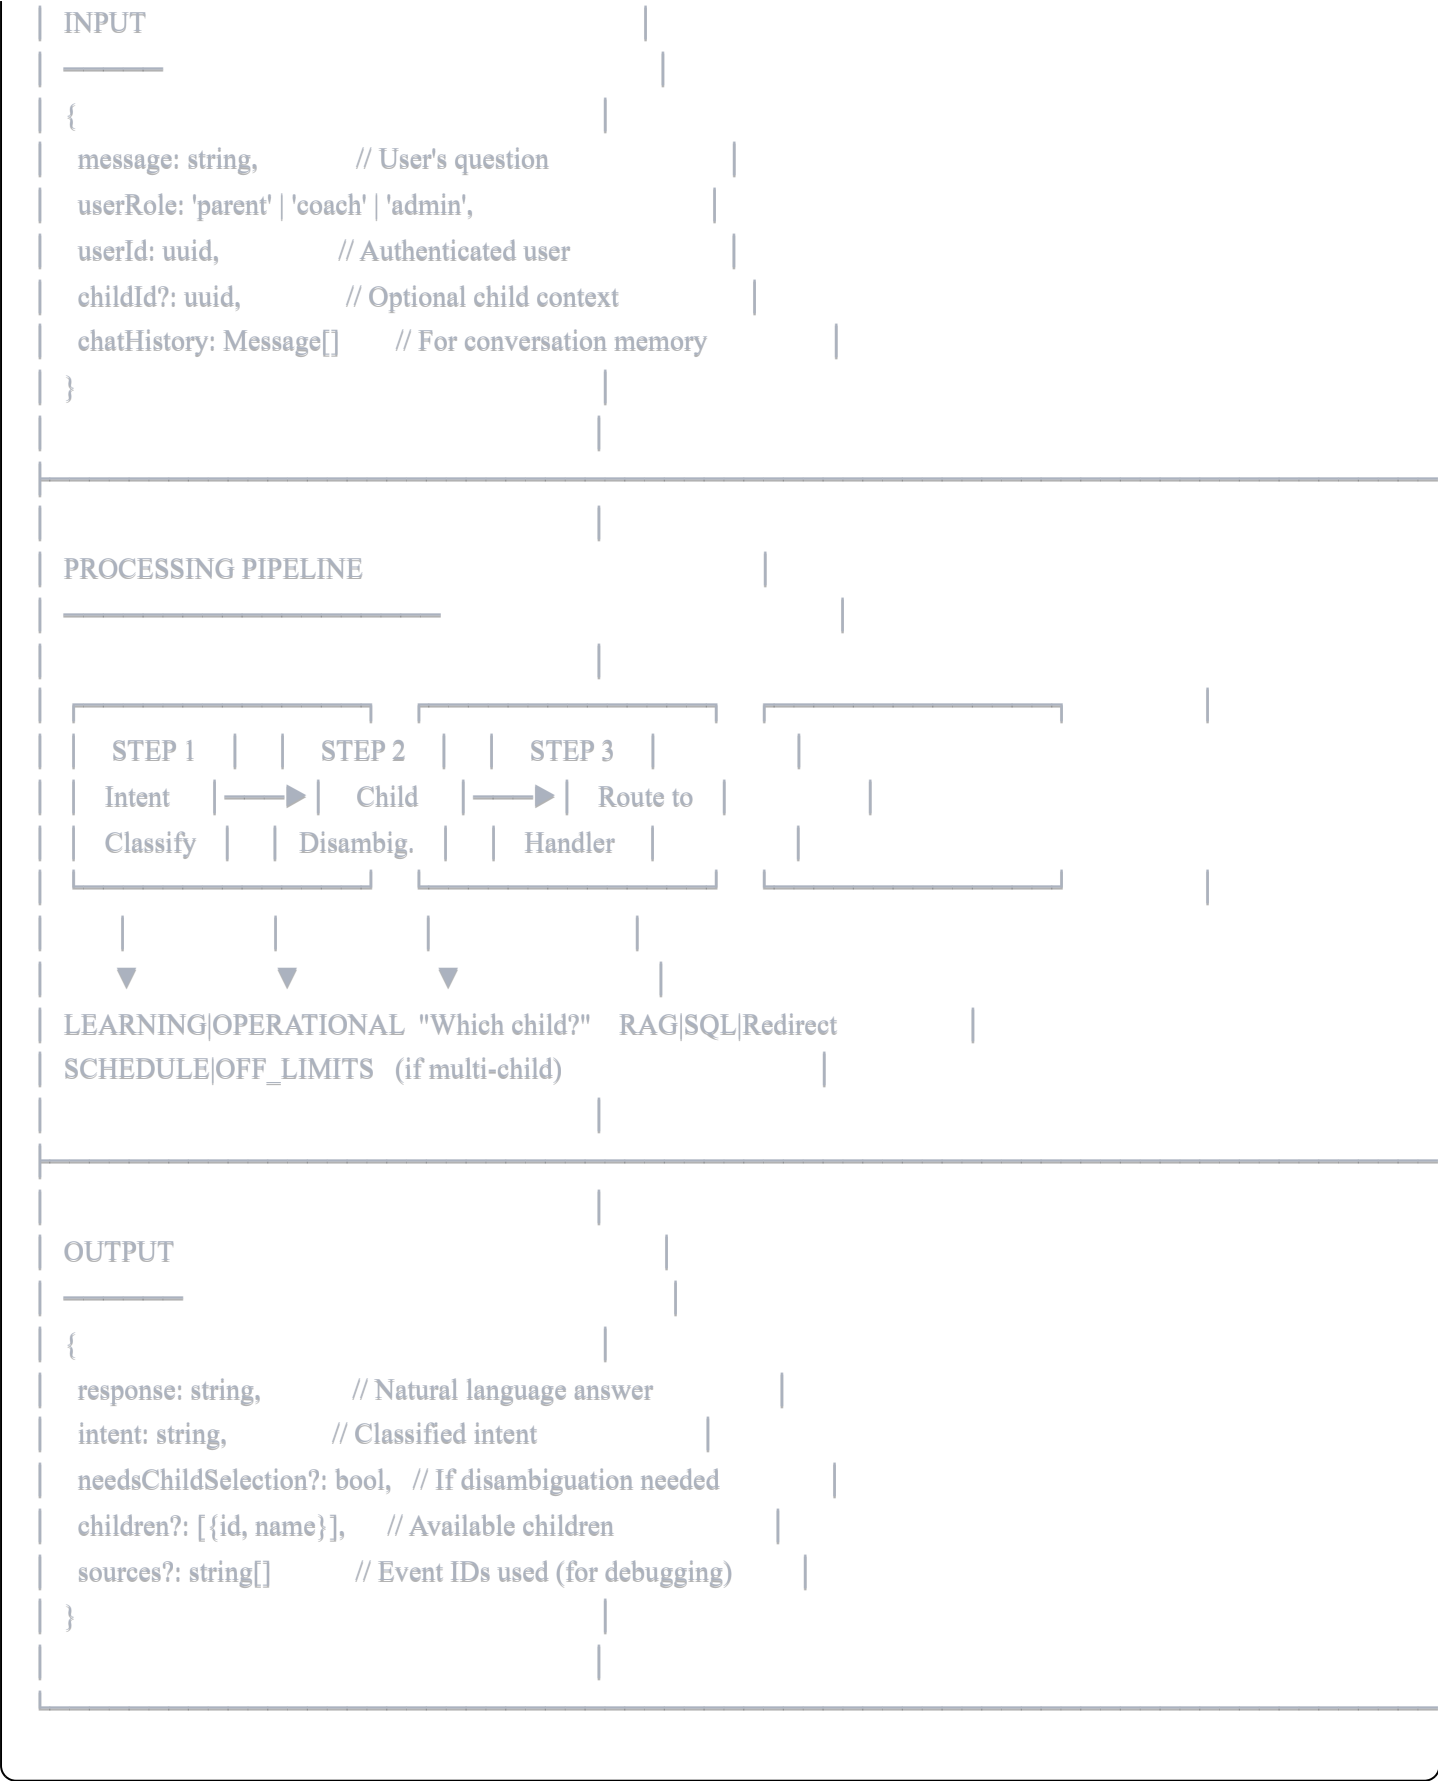 INPUT
{
message: string, // User's question
userRole: 'parent' | 'coach' | 'admin',
userId: uuid, // Authenticated user
childId?: uuid, // Optional child context
chatHistory: Message[] // For conversation memory
}
PROCESSING PIPELINE
STEP 1 STEP 2 STEP 3
Intent Child Route to
Classify Disambig. Handler
LEARNING|OPERATIONAL "Which child?" RAG|SQL|Redirect
SCHEDULE|OFF_LIMITS (if multi-child)
OUTPUT
{
response: string, // Natural language answer
intent: string, // Classified intent
needsChildSelection?: bool, // If disambiguation needed
children?: [{id, name}], // Available children
sources?: string[] // Event IDs used (for debugging)
}